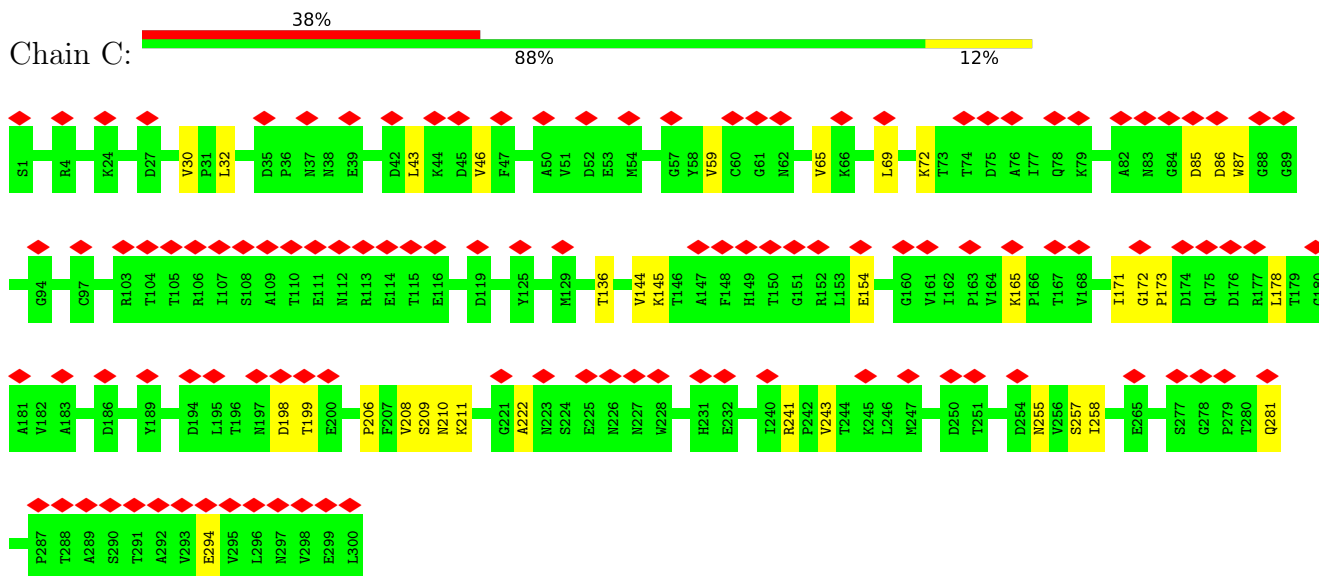 38%
Chain C:
88% 12%
S1 R4 K24 D27 V30 P31 L32 D35 P36 N37 N38 E39 D42 L43 K44 D45 V46 F47 A50 V51 D52 E53 M54 G57 Y58 V59 C60 G61 N62 V65 K66 L69 K72 T73 T74 D75 A76 I77 Q78 K79 A82 N83 G84 D85 D86 W87 G88 G89
G94 C97 R103 T104 T105 R106 I107 S108 A109 T110 E111 N112 R113 E114 T115 E116 D119 Y125 M129 T136 V144 K145 T146 A147 F148 H149 T150 G151 R152 L153 E154 G160 V161 I162 P163 V164 K165 P166 T167 V168 I171 G172 P173 D174 Q175 D176 R177 L178 T179 G180
A181 V182 A183 D186 Y189 D194 L195 T196 N197 D198 T199 E200 P206 F207 V208 S209 N210 K211 G221 A222 N223 S224 E225 N226 N227 W228 H231 E232 I240 R241 P242 V243 T244 K245 L246 M247 D250 T251 D254 N255 V256 S257 I258 E265 S277 G278 P279 T280 Q281
P287 T288 A289 S290 T291 A292 V293 E294 V295 L296 N297 V298 E299 L300